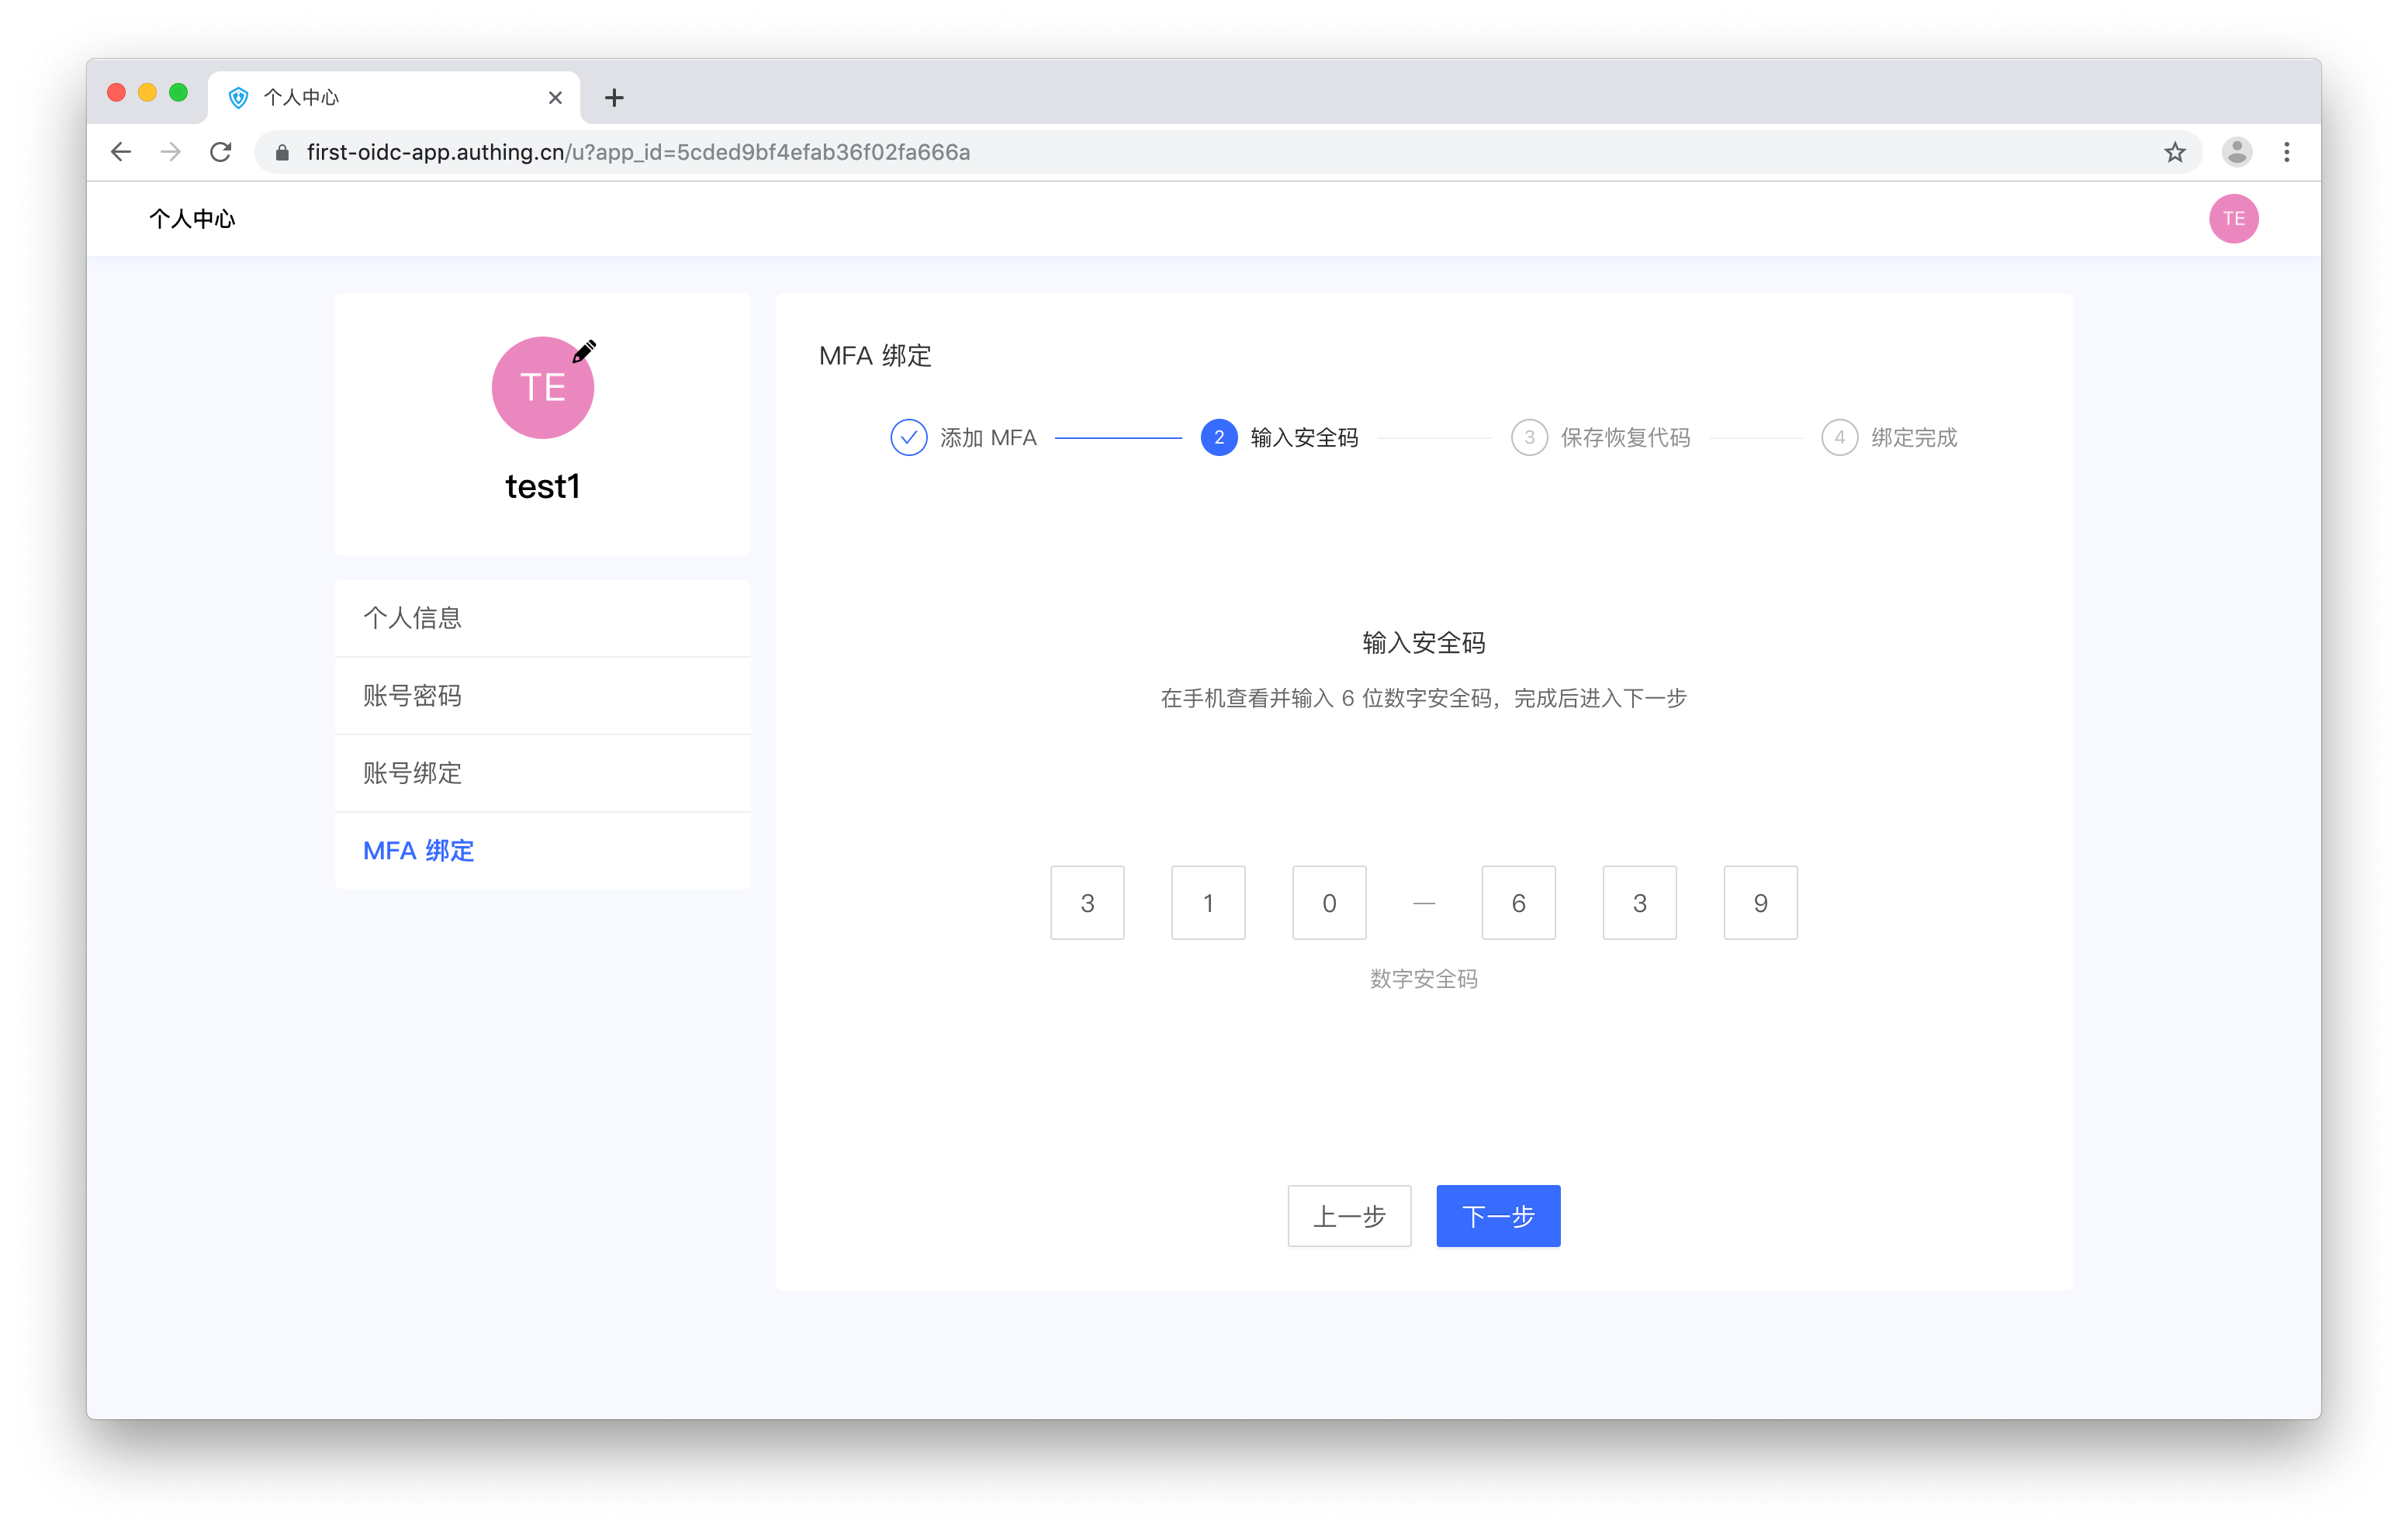 个人中心
first-oidc-app.authing.cn/u?app_id=5cded9bf4efab36f02fa666a
个人中心
TE
TE
test1
个人信息
账号密码
账号绑定
MFA 绑定
MFA 绑定
添加 MFA
2 输入安全码
3 保存恢复代码
4 绑定完成
输入安全码
在手机查看并输入 6 位数字安全码，完成后进入下一步
3 1 0 — 6 3 9
数字安全码
上一步 下一步